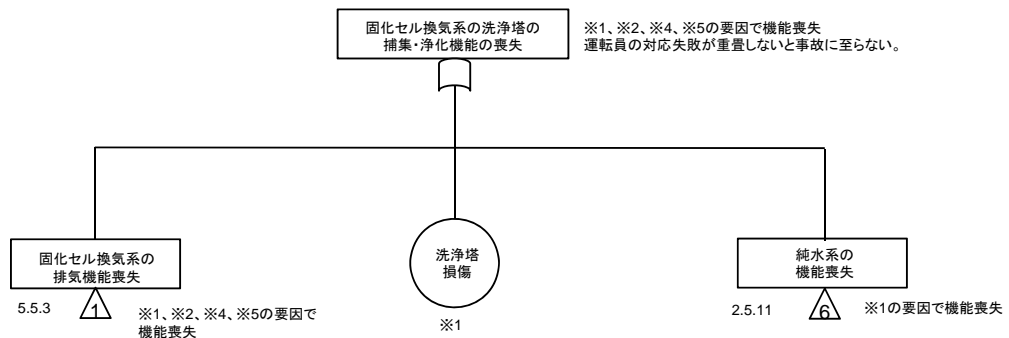 固化セル換気系の洗浄塔の
捕集・浄化機能の喪失
※1、※2、※4、※5の要因で機能喪失
運転員の対応失敗が重畳しないと事故に至らない。
固化セル換気系の
排気機能喪失
5.5.3
1
※1、※2、※4、※5の要因で
機能喪失
洗浄塔
損傷
※1
純水系の
機能喪失
2.5.11
6
※1の要因で機能喪失